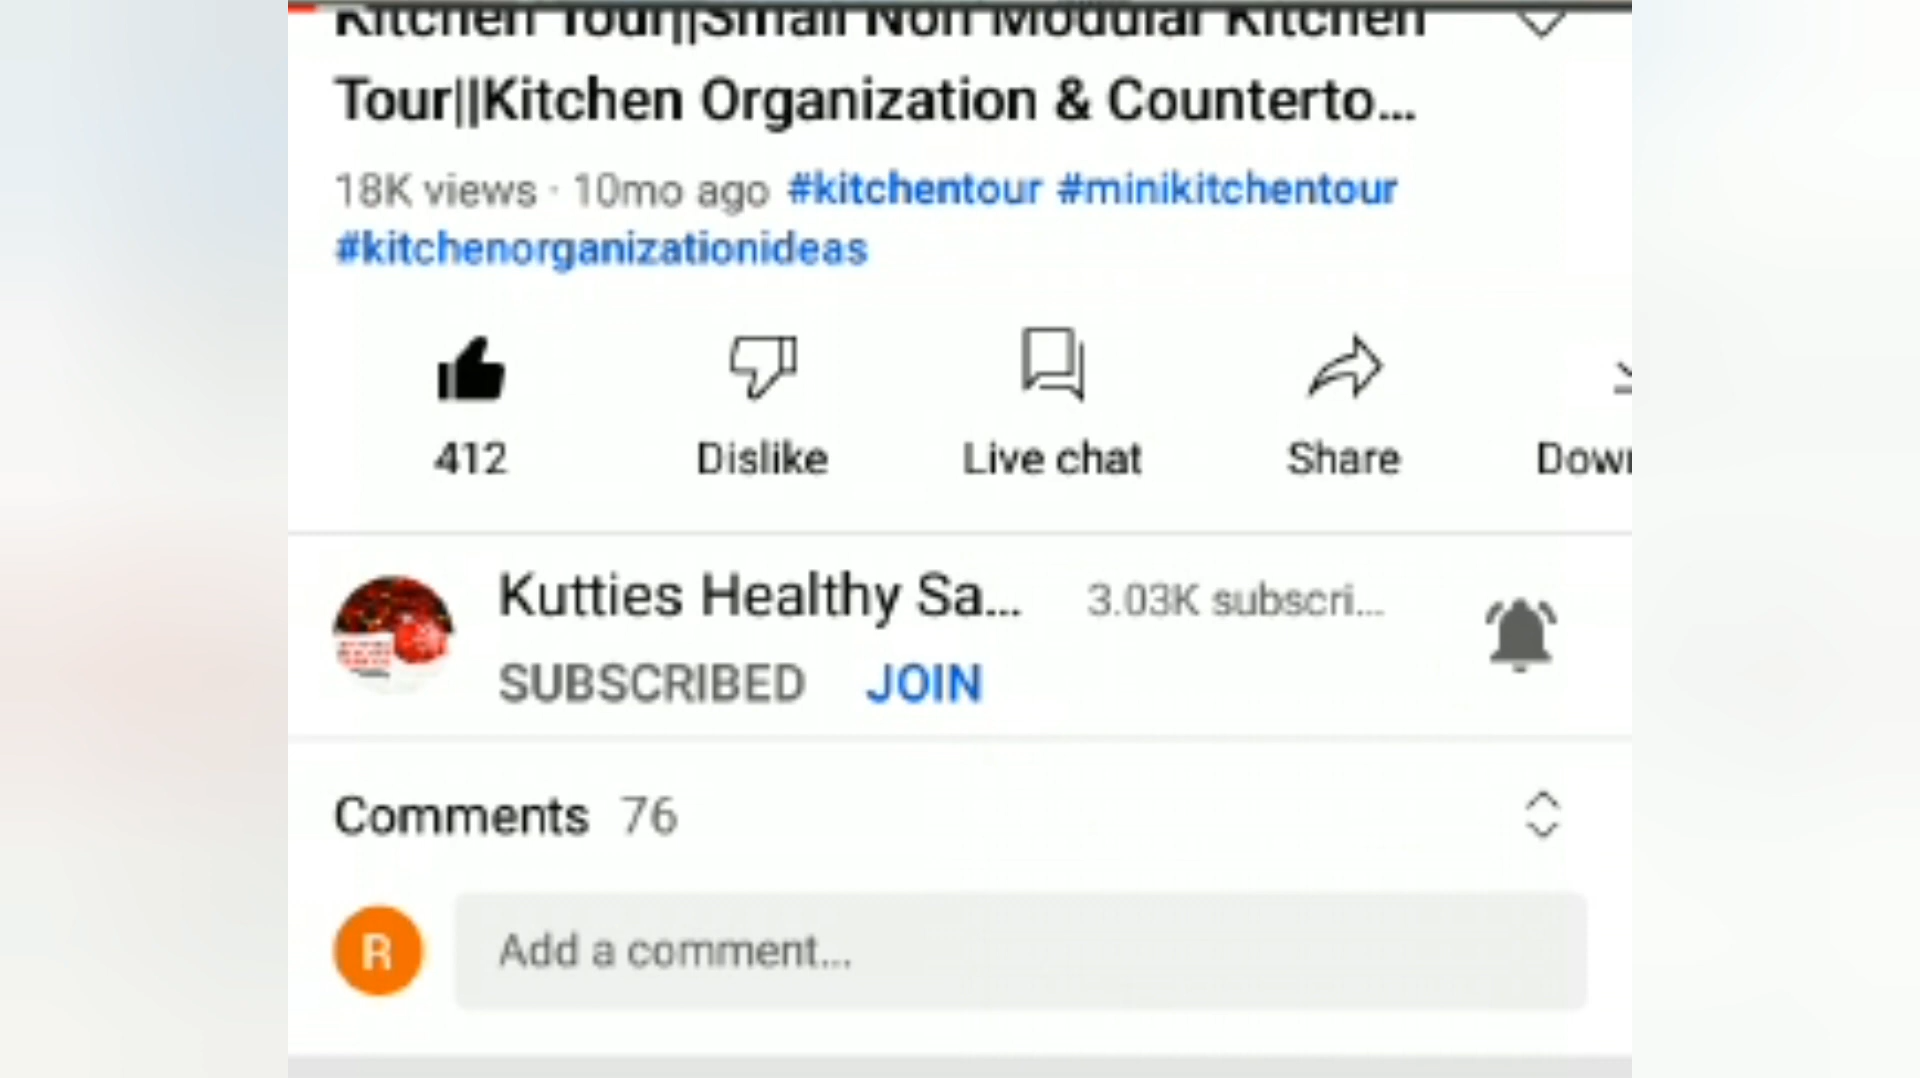 Kitchen Tour||Small Non Modular Kitchen
Tour||Kitchen Organization & Counterto...
18K views · 10mo ago #kitchentour #minikitchentour
#kitchenorganizationideas
412 Dislike Live chat Share Down
Kutties Healthy Sa... 3.03K subscri...
SUBSCRIBED JOIN
Comments 76
R Add a comment...